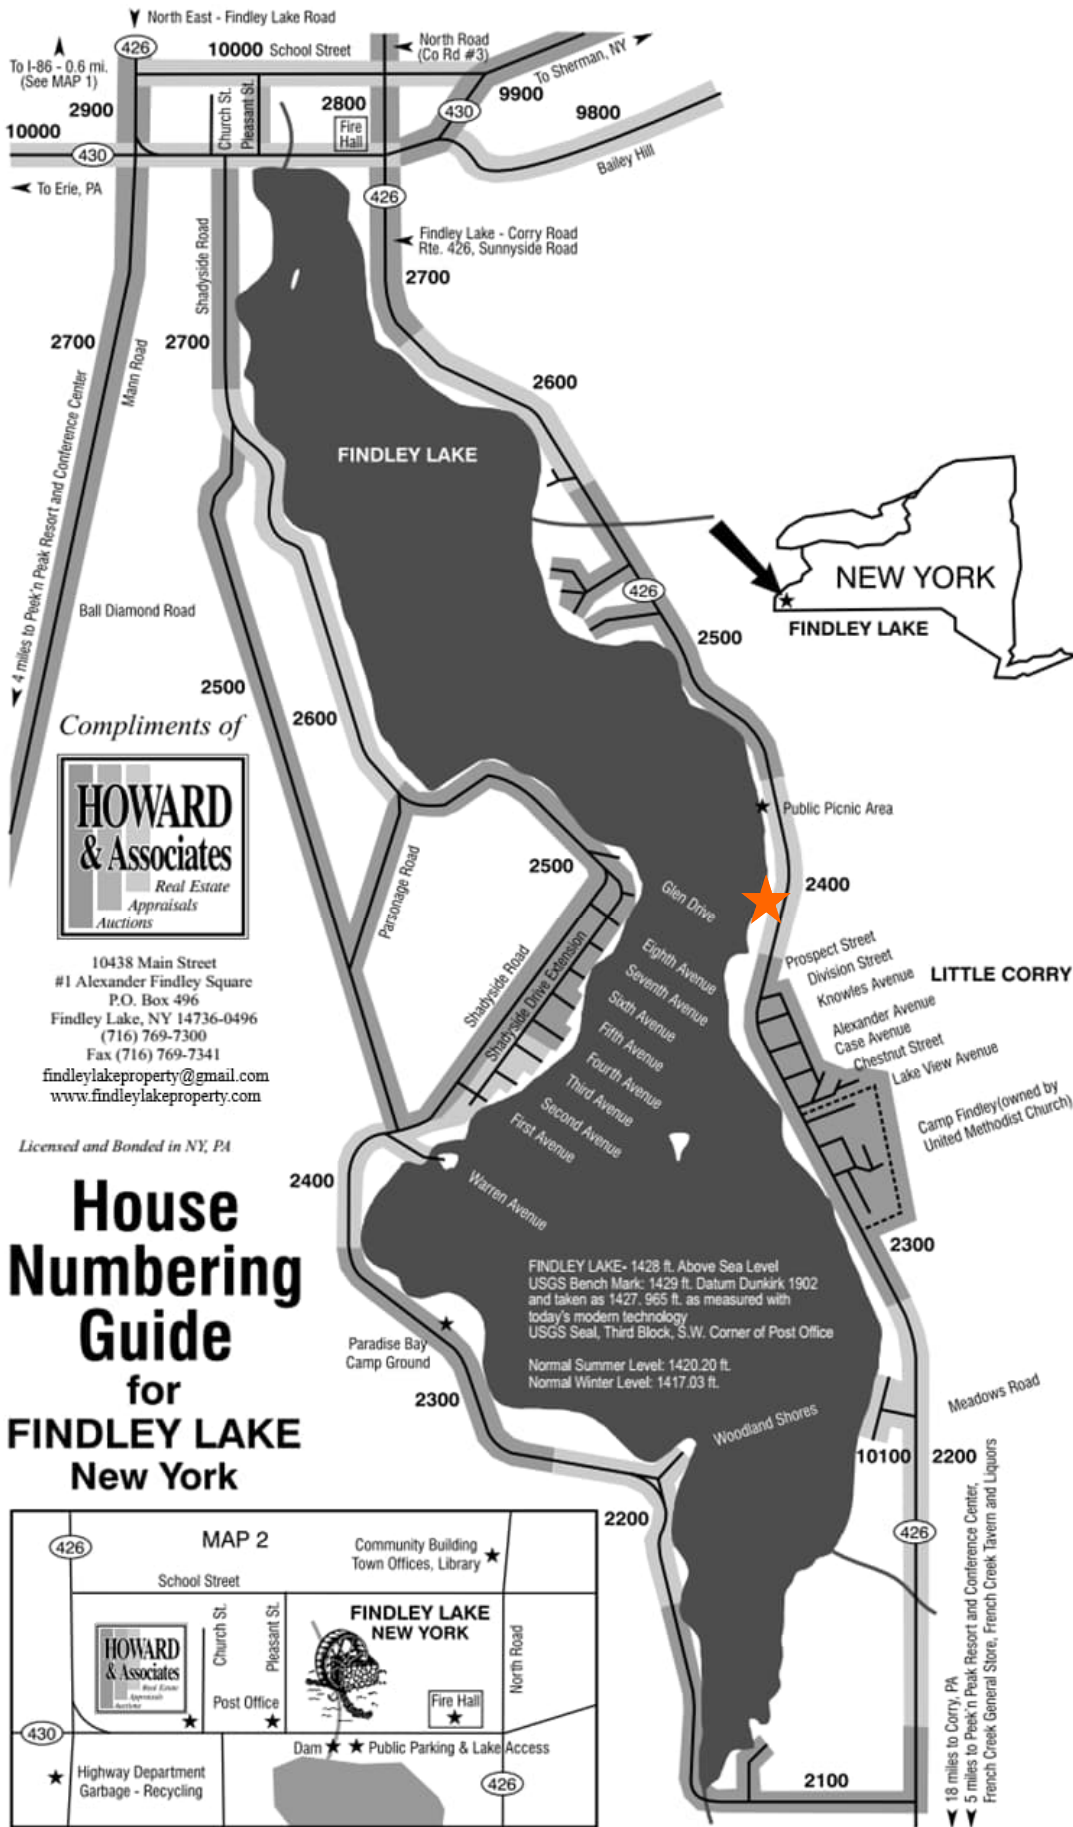 North East - Findley Lake Road
426
10000 School Street
North Road
(Co Rd #3)
To Sherman, NY
To I-86 - 0.6 mi.
(See MAP 1)
2900
10000
430
Church St.
Pleasant St.
2800
Fire
Hall
430
9900
9800
Bailey Hill
To Erie, PA
426
Findley Lake - Corry Road
Rte. 426, Sunnyside Road
Shadyside Road
2700
2700
Mann Road
2700
2600
4 miles to Peek'n Peak Resort and Conference Center
FINDLEY LAKE
NEW YORK
FINDLEY LAKE
426
2500
Ball Diamond Road
2500
2600
Compliments of
HOWARD
& Associates
Real Estate
Appraisals
Auctions
Public Picnic Area
2400
Parsonage Road
2500
Glen Drive
Shadyside Road
Shadyside Drive Extension
Eighth Avenue
Seventh Avenue
Sixth Avenue
Fifth Avenue
Fourth Avenue
Third Avenue
Second Avenue
First Avenue
Warren Avenue
Prospect Street
Division Street
Knowles Avenue
LITTLE CORRY
Alexander Avenue
Case Avenue
Chestnut Street
Lake View Avenue
Camp Findley(owned by
United Methodist Church)
10438 Main Street
#1 Alexander Findley Square
P.O. Box 496
Findley Lake, NY 14736-0496
(716) 769-7300
Fax (716) 769-7341
findleylakeproperty@gmail.com
www.findleylakeproperty.com
Licensed and Bonded in NY, PA
2400
2300
House
Numbering
Guide
for
FINDLEY LAKE
New York
FINDLEY LAKE- 1428 ft. Above Sea Level
USGS Bench Mark: 1429 ft. Datum Dunkirk 1902
and taken as 1427. 965 ft. as measured with
today's modern technology
USGS Seal, Third Block, S.W. Corner of Post Office
Normal Summer Level: 1420.20 ft.
Normal Winter Level: 1417.03 ft.
Paradise Bay
Camp Ground
2300
Meadows Road
Woodland Shores
10100
2200
2200
426
2100
18 miles to Corry, PA
5 miles to Peek'n Peak Resort and Conference Center,
French Creek General Store, French Creek Tavern and Liquors
MAP 2
426
School Street
Community Building
Town Offices, Library
HOWARD
& Associates
Real Estate
Appraisals
Auctions
Church St.
Pleasant St.
Post Office
FINDLEY LAKE
NEW YORK
Fire Hall
North Road
430
Dam
Public Parking & Lake Access
Highway Department
Garbage - Recycling
426